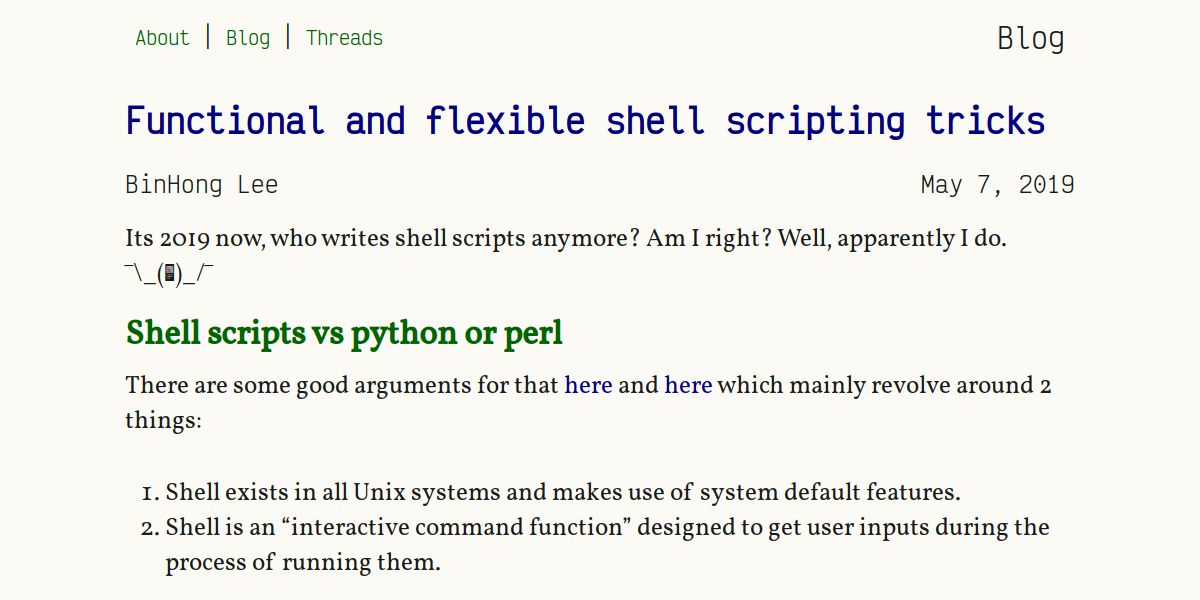 About | Blog | Threads Blog
Functional and flexible shell scripting tricks
BinHong Lee May 7, 2019
Its 2019 now, who writes shell scripts anymore? Am I right? Well, apparently I do.
¯\_()_/¯
Shell scripts vs python or perl
There are some good arguments for that here and here which mainly revolve around 2
things:
1. Shell exists in all Unix systems and makes use of system default features.
2. Shell is an “interactive command function” designed to get user inputs during the
process of running them.